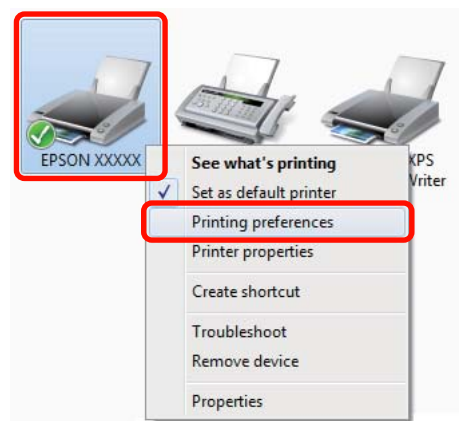 EPSON XXXXX
XPS
Writer
See what's printing
Set as default printer
Printing preferences
Printer properties
Create shortcut
Troubleshoot
Remove device
Properties